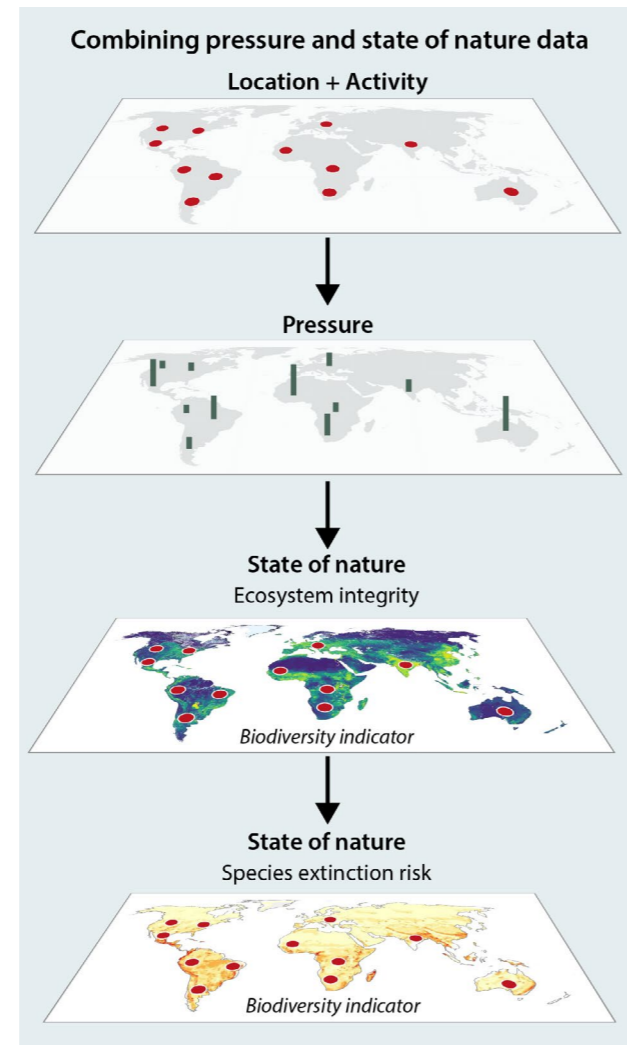 Combining pressure and state of nature data
Location + Activity
Pressure
State of nature
Ecosystem integrity
Biodiversity indicator
State of nature
Species extinction risk
Biodiversity indicator